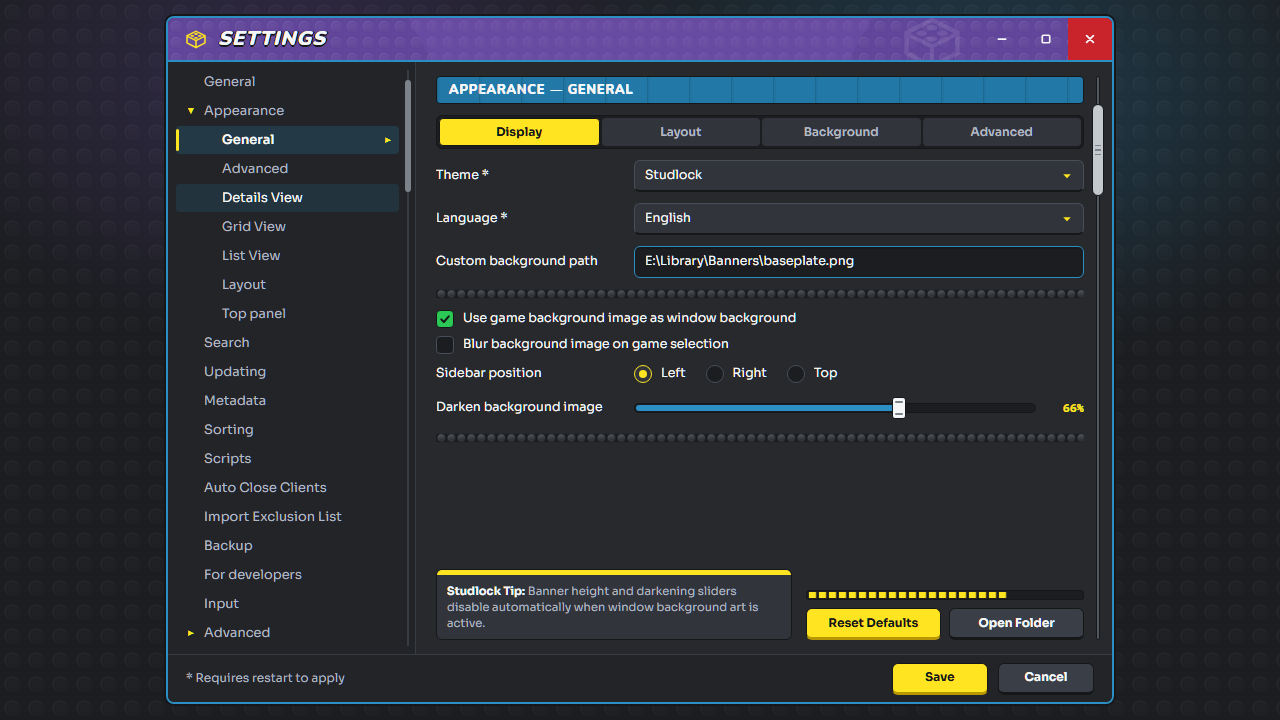 SETTINGS
General
Appearance
General
Advanced
Details View
Grid View
List View
Layout
Top panel
Search
Updating
Metadata
Sorting
Scripts
Auto Close Clients
Import Exclusion List
Backup
For developers
Input
Advanced
APPEARANCE — GENERAL
Display Layout Background Advanced
Theme * Studlock
Language * English
Custom background path E:\Library\Banners\baseplate.png
Use game background image as window background
Blur background image on game selection
Sidebar position Left Right Top
Darken background image 66%
Studlock Tip: Banner height and darkening sliders
disable automatically when window background art is
active.
Reset Defaults Open Folder
* Requires restart to apply
Save Cancel